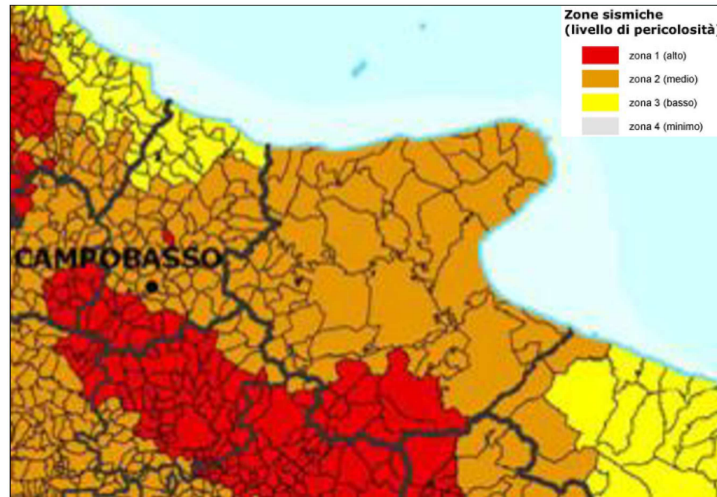 Zone sismiche
(livello di pericolosità)
zona 1 (alto)
zona 2 (medio)
zona 3 (basso)
zona 4 (minimo)
CAMPOBASSO